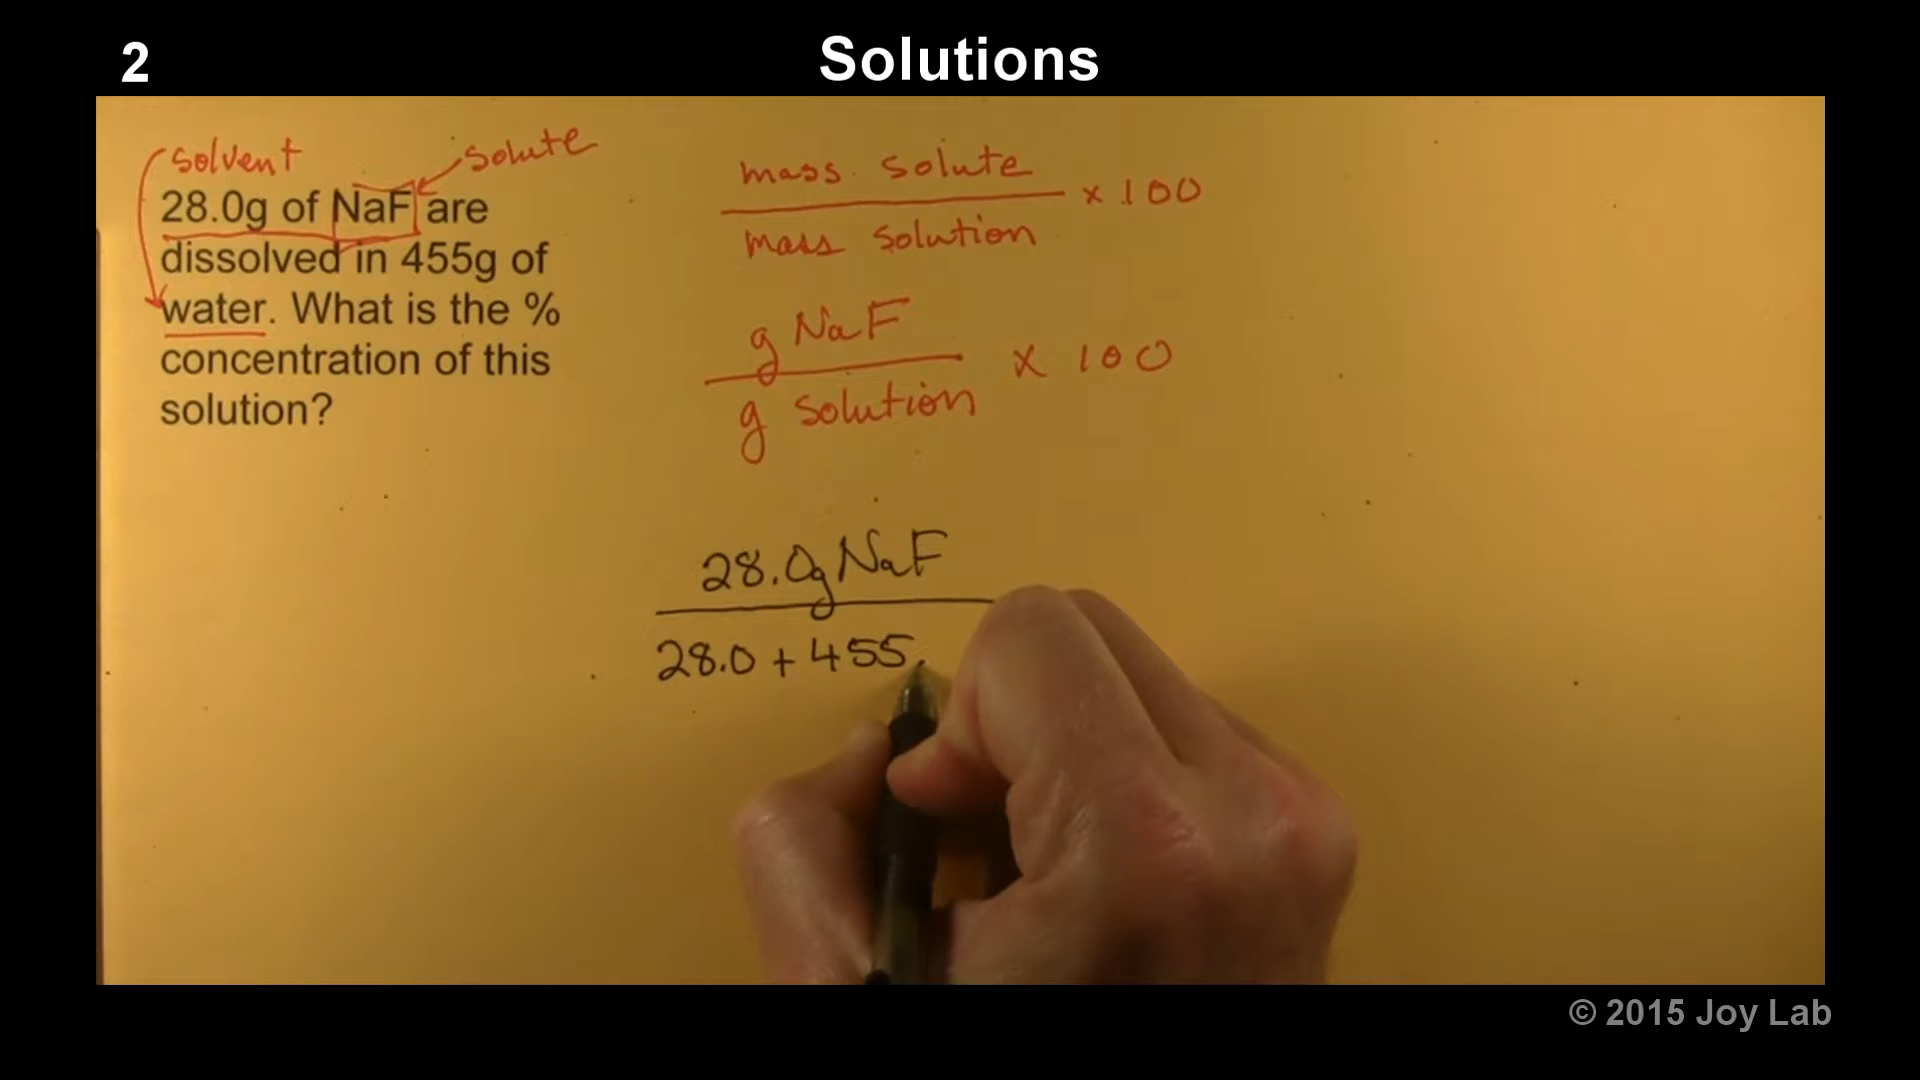 2
Solutions
solvent
solute
28.0g of NaF are
dissolved in 455g of
water. What is the %
concentration of this
solution?
mass solute
x 100
mass solution
g NaF
x 100
g solution
28.0g NaF
28.0 + 455.
© 2015 Joy Lab